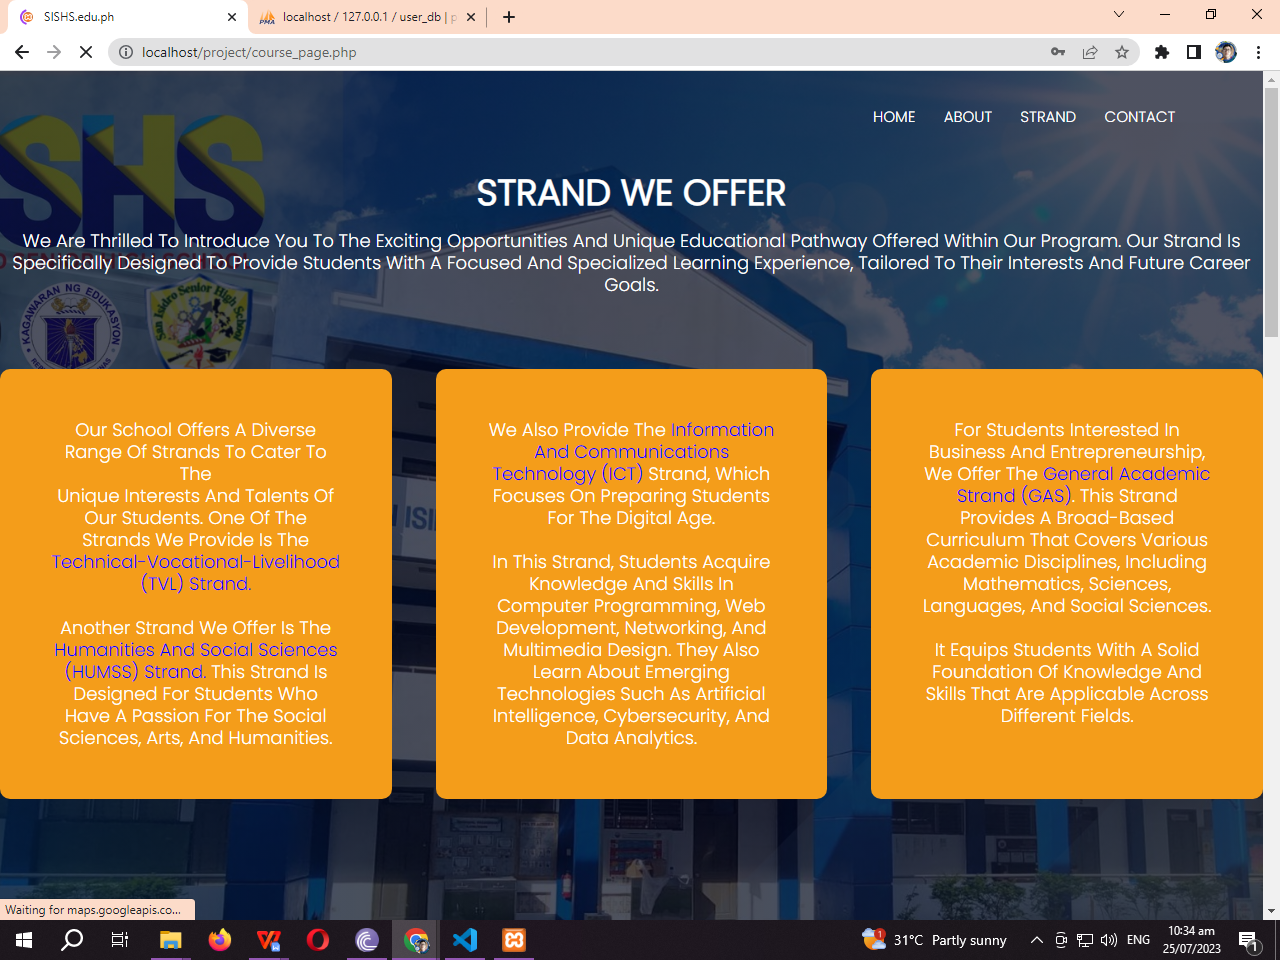 SISHS.edu.ph
localhost / 127.0.0.1 / user_db | p
localhost/project/course_page.php
HOME ABOUT STRAND CONTACT
SHS
STRAND WE OFFER
We Are Thrilled To Introduce You To The Exciting Opportunities And Unique Educational Pathway Offered Within Our Program. Our Strand Is
Specifically Designed To Provide Students With A Focused And Specialized Learning Experience, Tailored To Their Interests And Future Career
Goals.
KAGAWARAN NG EDUKASYON
San Isidro Senior High School
Our School Offers A Diverse
Range Of Strands To Cater To
The
Unique Interests And Talents Of
Our Students. One Of The
Strands We Provide Is The
Technical-Vocational-Livelihood
(TVL) Strand.
Another Strand We Offer Is The
Humanities And Social Sciences
(HUMSS) Strand. This Strand Is
Designed For Students Who
Have A Passion For The Social
Sciences, Arts, And Humanities.
We Also Provide The Information
And Communications
Technology (ICT) Strand, Which
Focuses On Preparing Students
For The Digital Age.
In This Strand, Students Acquire
Knowledge And Skills In
Computer Programming, Web
Development, Networking, And
Multimedia Design. They Also
Learn About Emerging
Technologies Such As Artificial
Intelligence, Cybersecurity, And
Data Analytics.
For Students Interested In
Business And Entrepreneurship,
We Offer The General Academic
Strand (GAS). This Strand
Provides A Broad-Based
Curriculum That Covers Various
Academic Disciplines, Including
Mathematics, Sciences,
Languages, And Social Sciences.
It Equips Students With A Solid
Foundation Of Knowledge And
Skills That Are Applicable Across
Different Fields.
Waiting for maps.googleapis.co...
31°C Partly sunny
ENG
10:34 am
25/07/2023
1